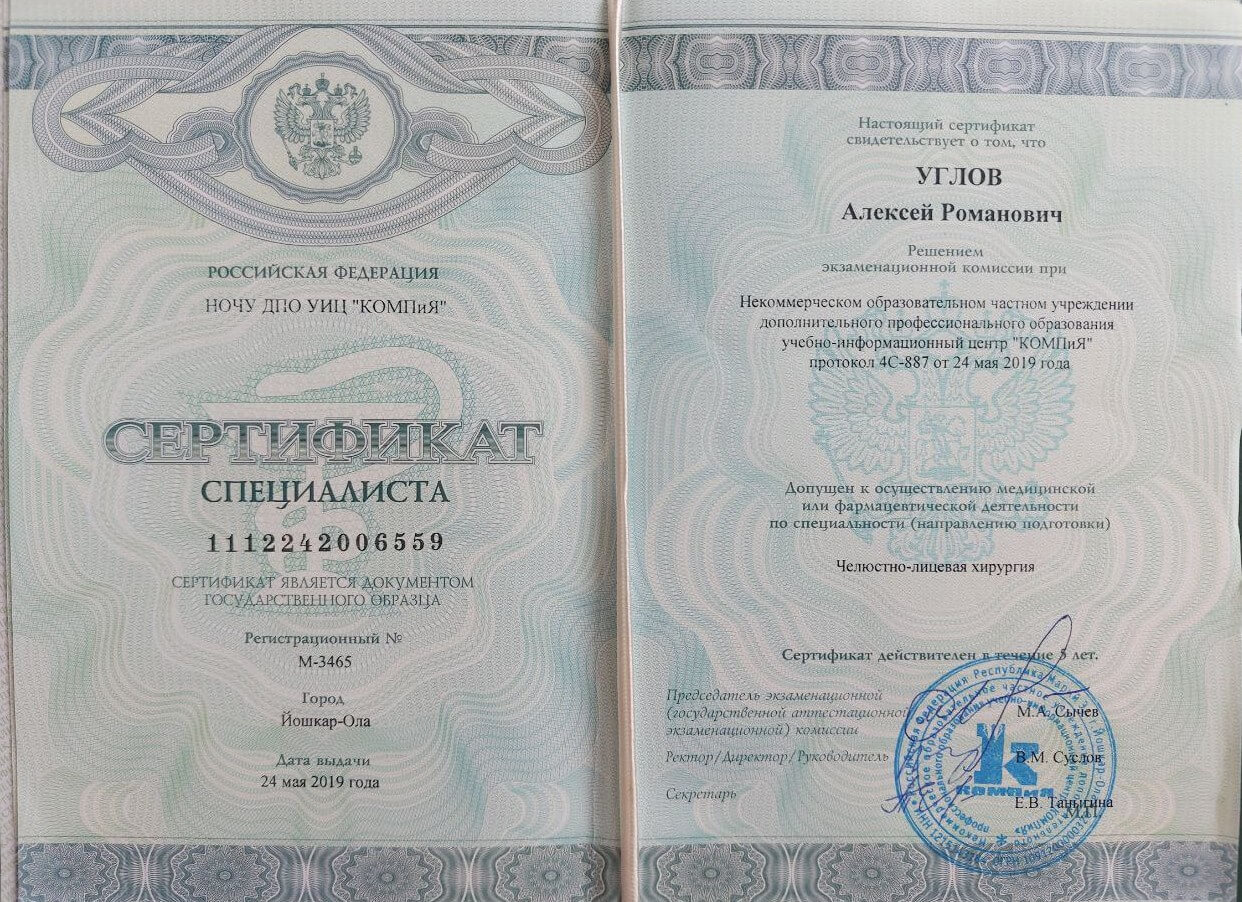 РОССИЙСКАЯ ФЕДЕРАЦИЯ
НОЧУ ДПО УИЦ "КОМПиЯ"
СЕРТИФИКАТ
СПЕЦИАЛИСТА
1112242006559
СЕРТИФИКАТ ЯВЛЯЕТСЯ ДОКУМЕНТОМ
ГОСУДАРСТВЕННОГО ОБРАЗЦА
Регистрационный №
М-3465
Город
Йошкар-Ола
Дата выдачи
24 мая 2019 года
Настоящий сертификат
свидетельствует о том, что
УГЛОВ
Алексей Романович
Решением
экзаменационной комиссии при
Некоммерческом образовательном частном учреждении
дополнительного профессионального образования
учебно-информационный центр "КОМПиЯ"
протокол 4С-887 от 24 мая 2019 года
Допущен к осуществлению медицинской
или фармацевтической деятельности
по специальности (направлению подготовки)
Челюстно-лицевая хирургия
Сертификат действителен в течение 5 лет.
Председатель экзаменационной
(государственной аттестационной
экзаменационной) комиссии
М.А. Сычев
Ректор/Директор/Руководитель
В.М. Суслов
Секретарь
Е.В. Таныгина
М.П.
компия